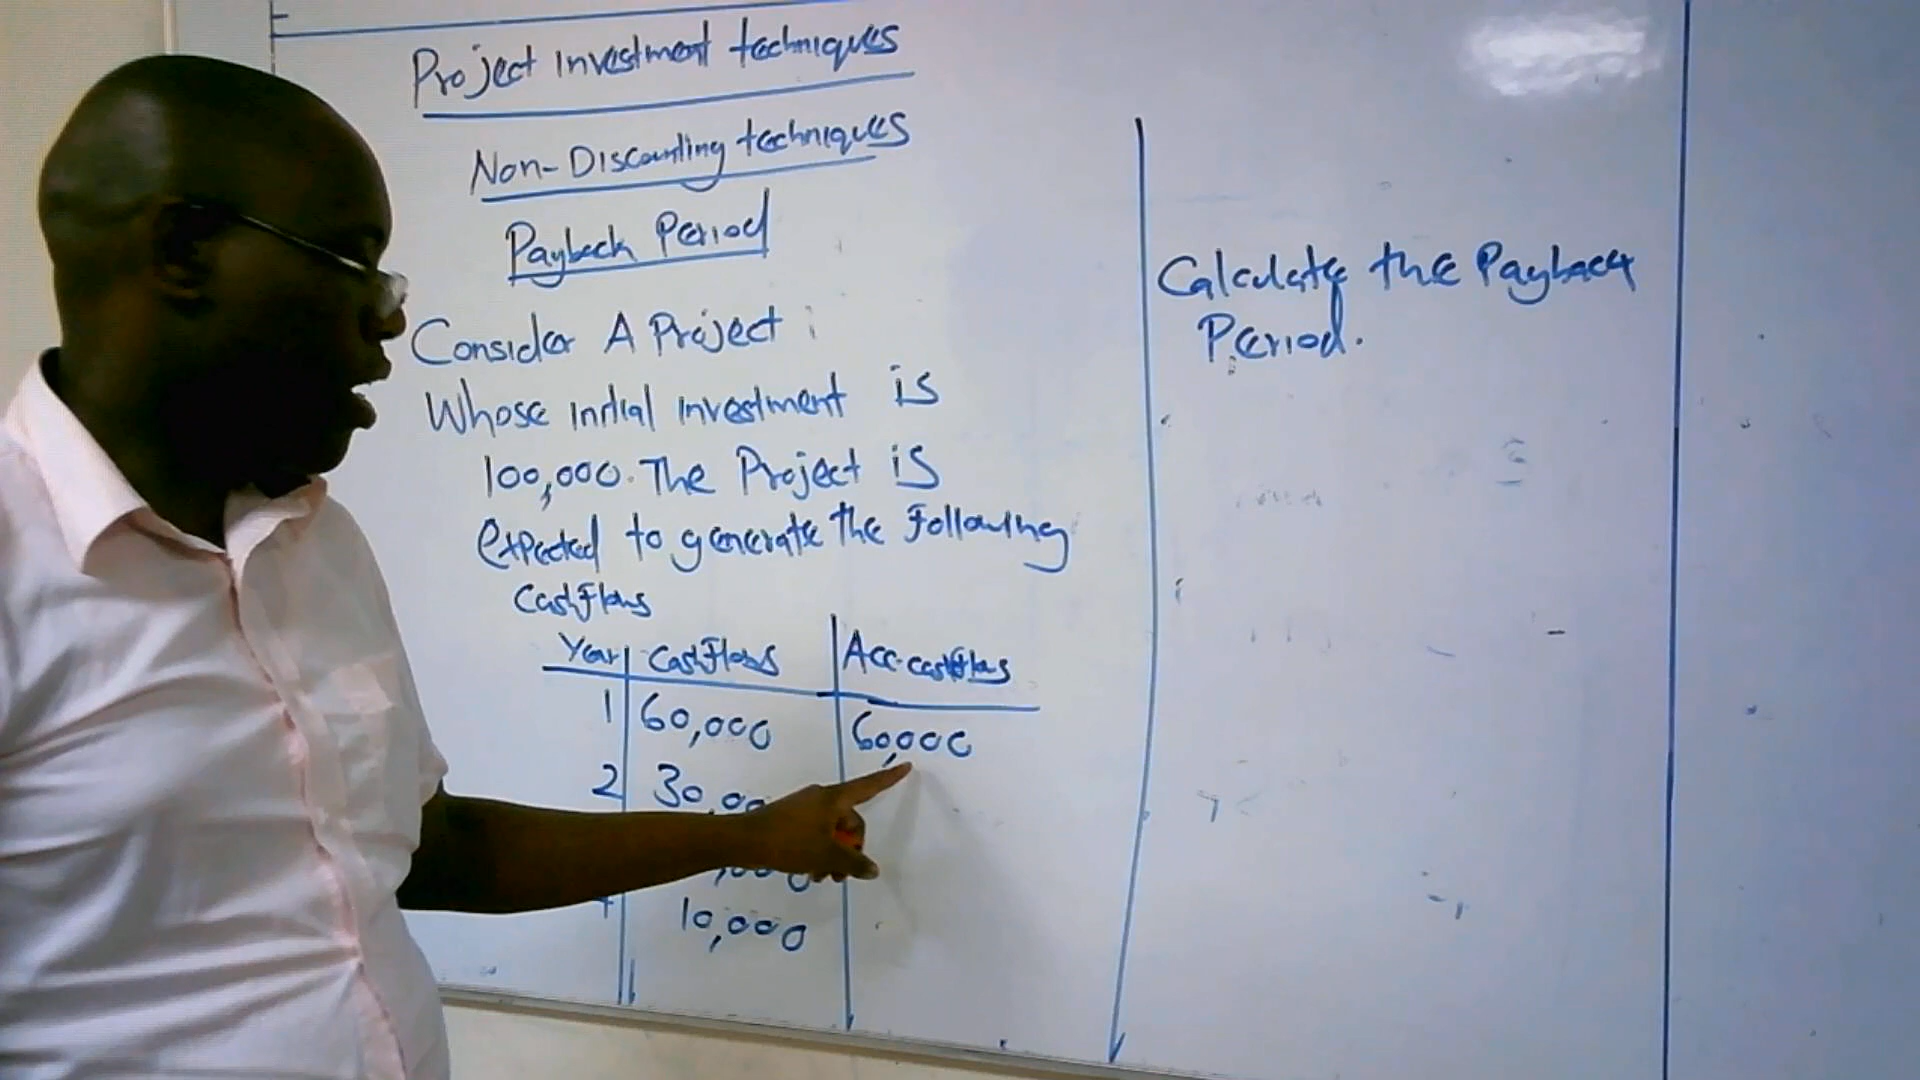 Project investment techniques
Non-Discounting techniques
Payback Period
Consider A Project
Whose initial investment is
100,000. The Project is
expected to generate the following
Cashflows
Year Cashflows Acc-cashflows
1 60,000 60,000
2 30,00
,000
10,000
Calculate the Payback
Period.